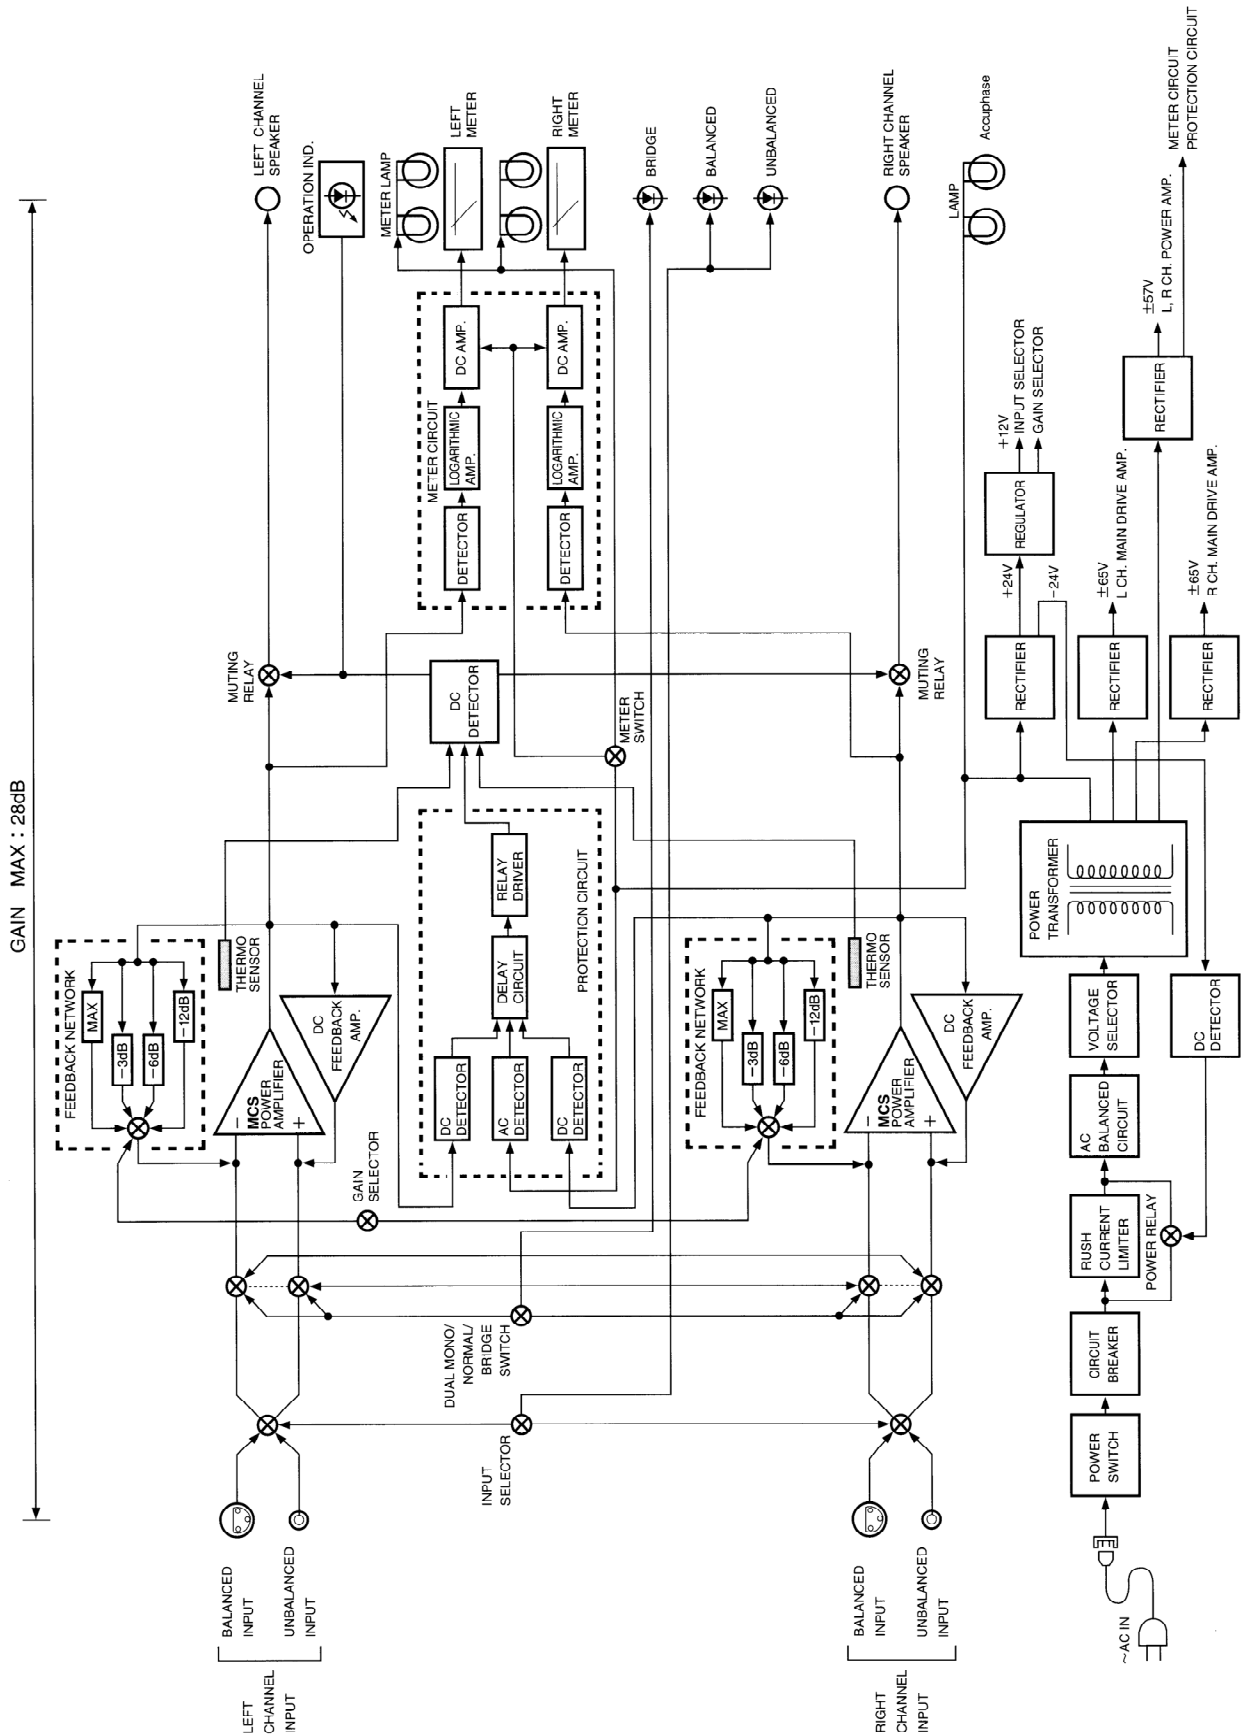 GAIN MAX : 28dB
LEFT
CHANNEL
INPUT
BALANCED
INPUT
UNBALANCED
INPUT
FEEDBACK NETWORK
MAX
−3dB
−6dB
−12dB
THERMO
SENSOR
−
MCS
POWER
AMPLIFIER
+
DC
FEEDBACK
AMP.
GAIN
SELECTOR
MUTING
RELAY
LEFT CHANNEL
SPEAKER
OPERATION IND.
METER LAMP
LEFT
METER
RIGHT
METER
METER CIRCUIT
DETECTOR
LOGARITHMIC
AMP.
DC AMP.
DETECTOR
LOGARITHMIC
AMP.
DC AMP.
DC
DETECTOR
METER
SWITCH
DC
DETECTOR
AC
DETECTOR
DC
DETECTOR
DELAY
CIRCUIT
RELAY
DRIVER
PROTECTION CIRCUIT
DUAL MONO/
NORMAL/
BRIDGE
SWITCH
INPUT
SELECTOR
BRIDGE
BALANCED
UNBALANCED
RIGHT
CHANNEL
INPUT
BALANCED
INPUT
UNBALANCED
INPUT
FEEDBACK NETWORK
MAX
−3dB
−6dB
−12dB
THERMO
SENSOR
−
MCS
POWER
AMPLIFIER
+
DC
FEEDBACK
AMP.
MUTING
RELAY
RIGHT CHANNEL
SPEAKER
LAMP
Accuphase
~AC IN
POWER
SWITCH
CIRCUIT
BREAKER
RUSH
CURRENT
LIMITER
POWER RELAY
AC
BALANCED
CIRCUIT
VOLTAGE
SELECTOR
DC
DETECTOR
POWER
TRANSFORMER
RECTIFIER
+24V
−24V
REGULATOR
+12V
INPUT SELECTOR
GAIN SELECTOR
RECTIFIER
±65V
L CH. MAIN DRIVE AMP.
RECTIFIER
±65V
R CH. MAIN DRIVE AMP.
RECTIFIER
±57V
L, R CH. POWER AMP.
METER CIRCUIT
PROTECTION CIRCUIT